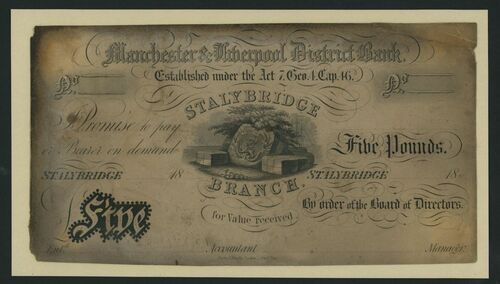 Manchester & Liverpool District Bank.
Established under the Act 7. Geo. 4. Cap. 46.
No No
STALYBRIDGE
I Promise to pay
or Bearer on demand
Five Pounds.
STALYBRIDGE 18 STALYBRIDGE 18
BRANCH.
for Value received
By order of the Board of Directors.
£Five
Entd. Accountant Manager